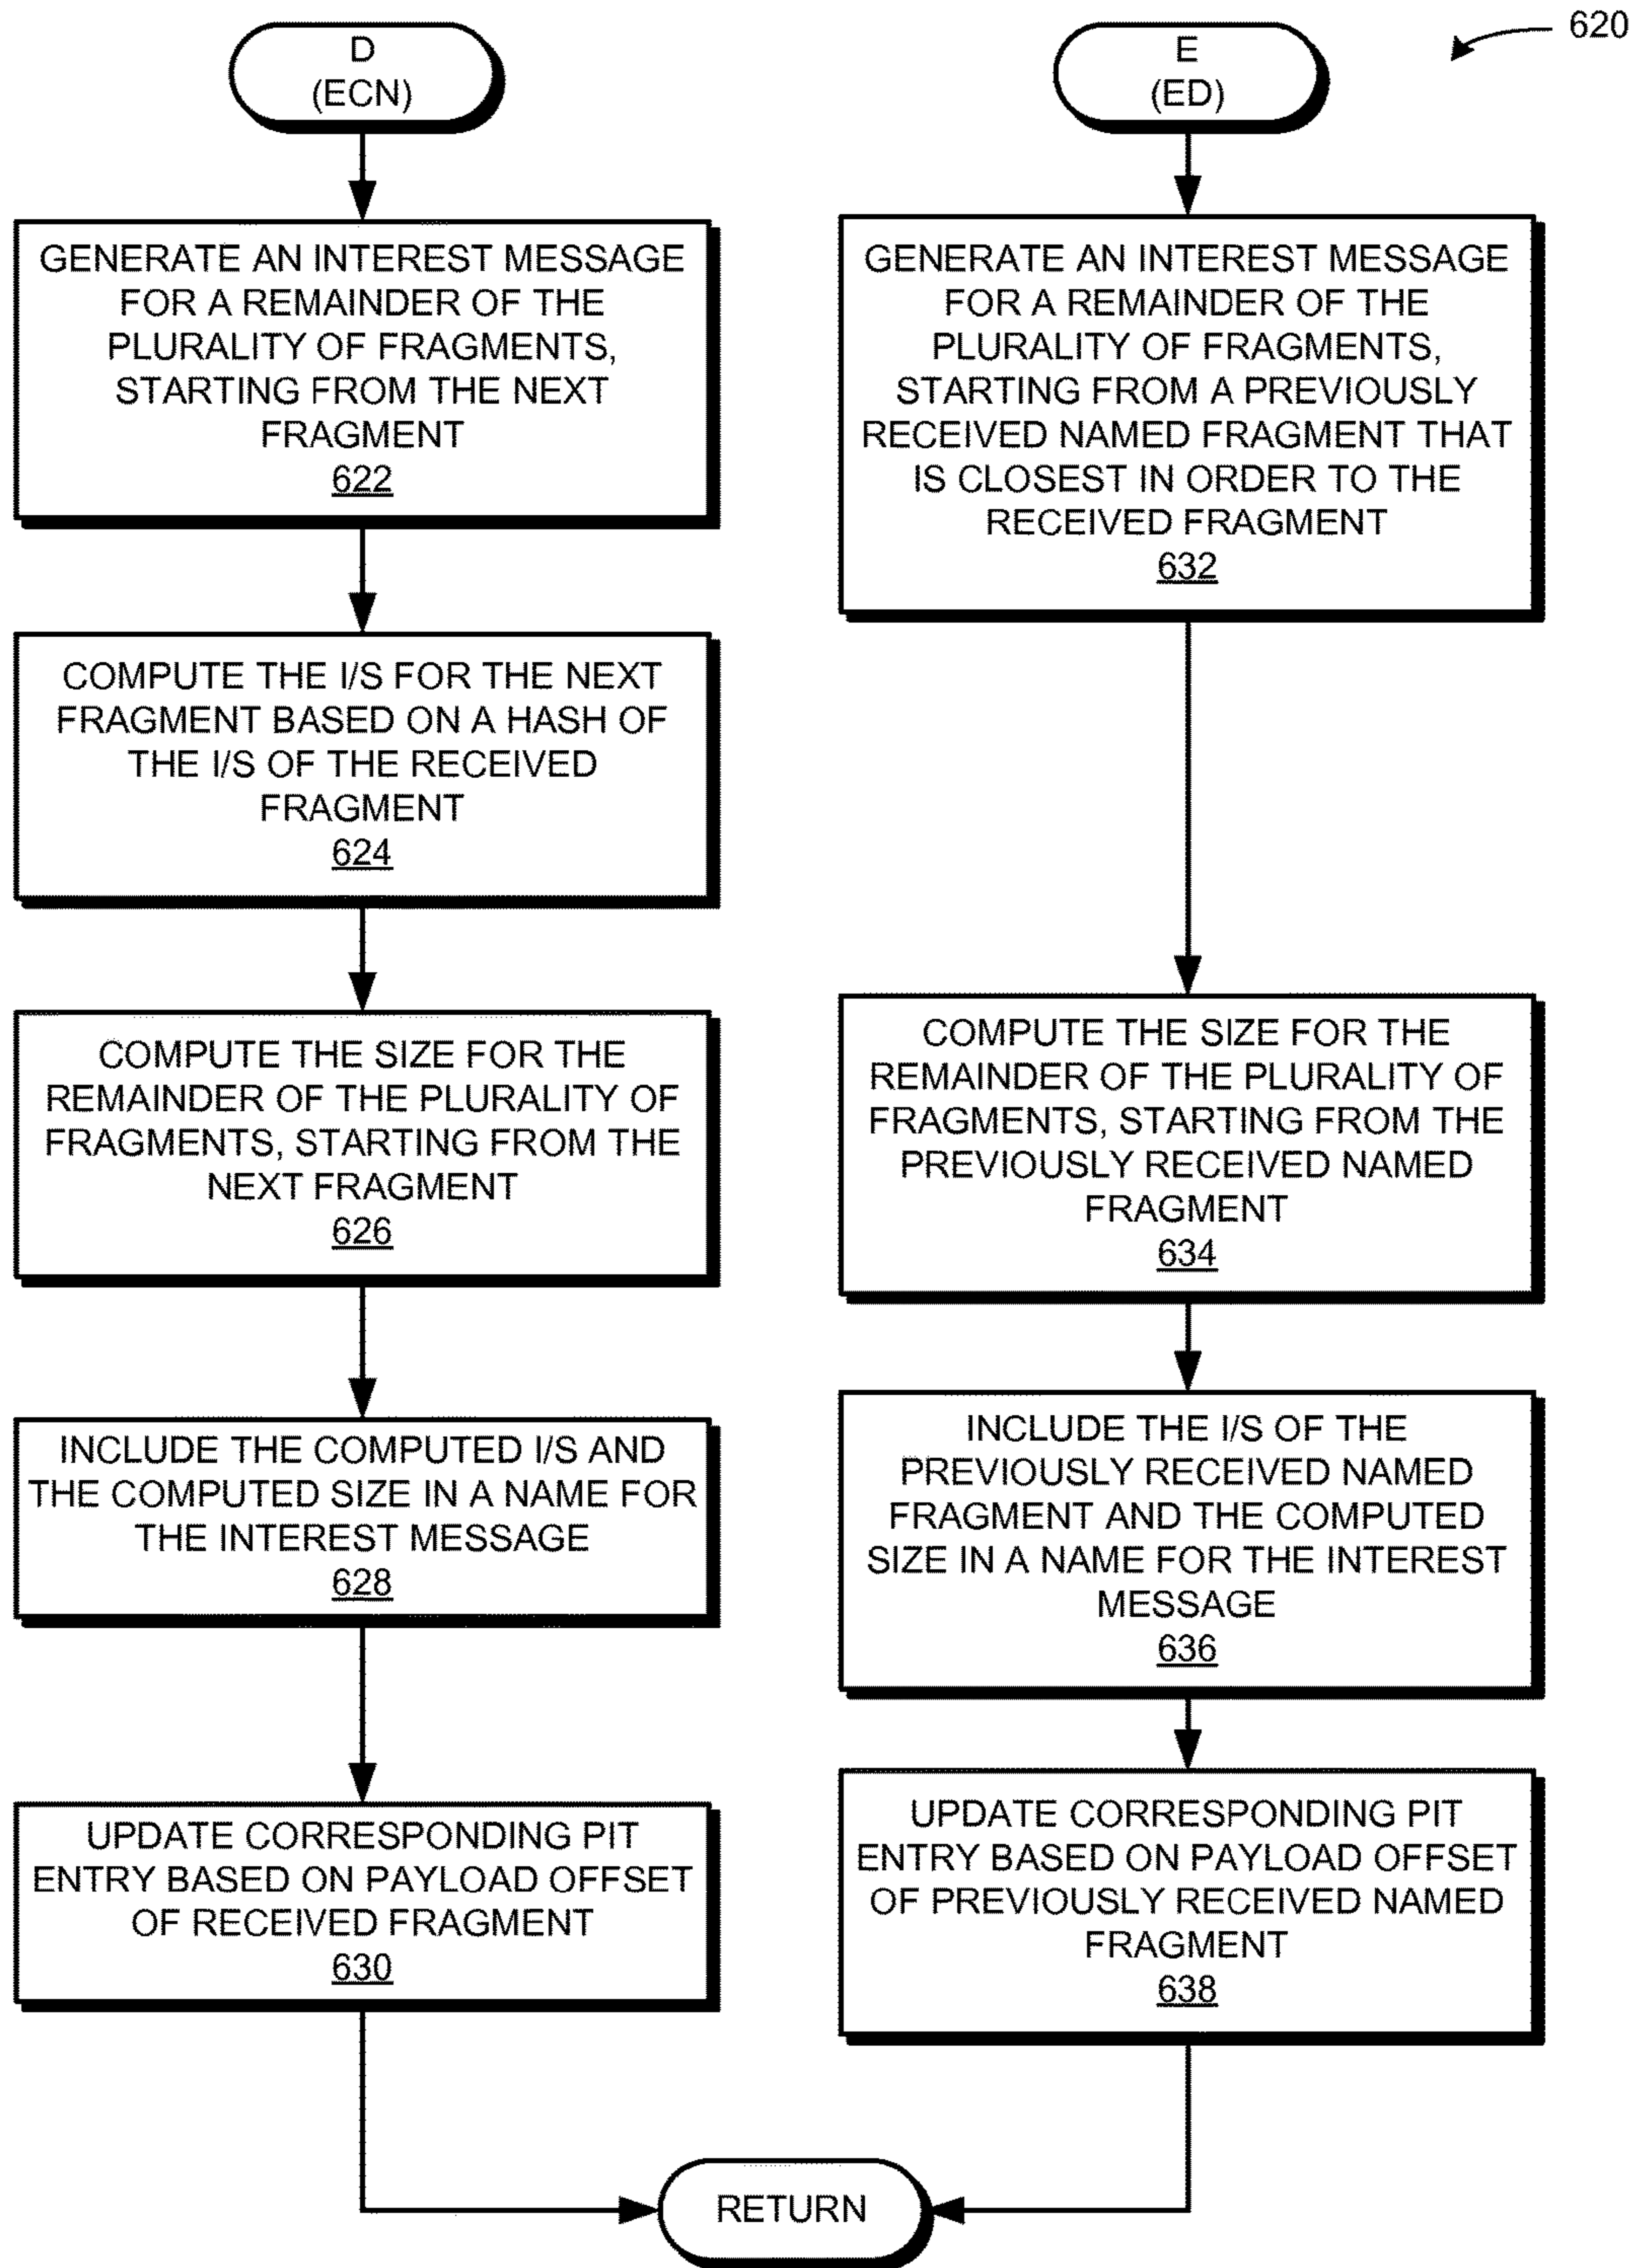 620
D
(ECN)
GENERATE AN INTEREST MESSAGE
FOR A REMAINDER OF THE
PLURALITY OF FRAGMENTS,
STARTING FROM THE NEXT
FRAGMENT
622
COMPUTE THE I/S FOR THE NEXT
FRAGMENT BASED ON A HASH OF
THE I/S OF THE RECEIVED
FRAGMENT
624
COMPUTE THE SIZE FOR THE
REMAINDER OF THE PLURALITY OF
FRAGMENTS, STARTING FROM THE
NEXT FRAGMENT
626
INCLUDE THE COMPUTED I/S AND
THE COMPUTED SIZE IN A NAME FOR
THE INTEREST MESSAGE
628
UPDATE CORRESPONDING PIT
ENTRY BASED ON PAYLOAD OFFSET
OF RECEIVED FRAGMENT
630
E
(ED)
GENERATE AN INTEREST MESSAGE
FOR A REMAINDER OF THE
PLURALITY OF FRAGMENTS,
STARTING FROM A PREVIOUSLY
RECEIVED NAMED FRAGMENT THAT
IS CLOSEST IN ORDER TO THE
RECEIVED FRAGMENT
632
COMPUTE THE SIZE FOR THE
REMAINDER OF THE PLURALITY OF
FRAGMENTS, STARTING FROM THE
PREVIOUSLY RECEIVED NAMED
FRAGMENT
634
INCLUDE THE I/S OF THE
PREVIOUSLY RECEIVED NAMED
FRAGMENT AND THE COMPUTED
SIZE IN A NAME FOR THE INTEREST
MESSAGE
636
UPDATE CORRESPONDING PIT
ENTRY BASED ON PAYLOAD OFFSET
OF PREVIOUSLY RECEIVED NAMED
FRAGMENT
638
RETURN